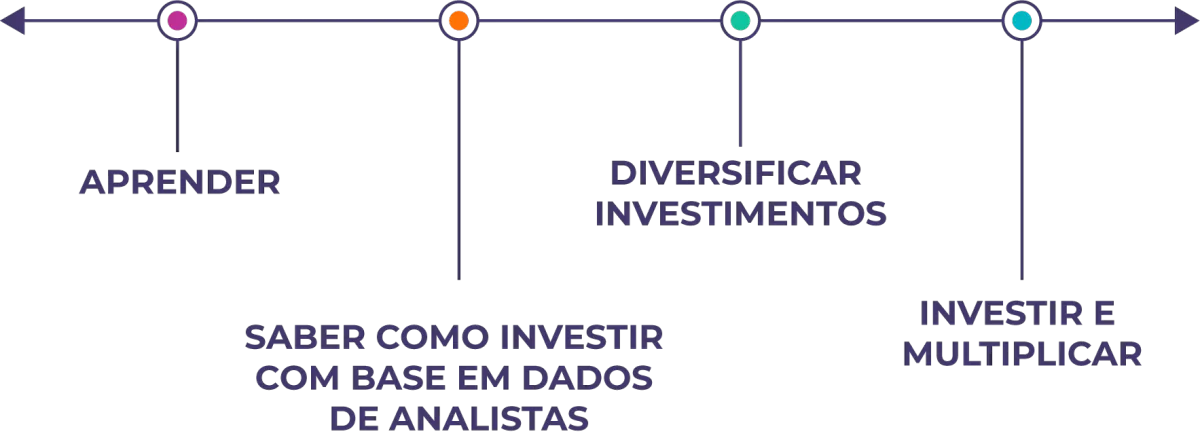 APRENDER
SABER COMO INVESTIR
COM BASE EM DADOS
DE ANALISTAS
DIVERSIFICAR
INVESTIMENTOS
INVESTIR E
MULTIPLICAR